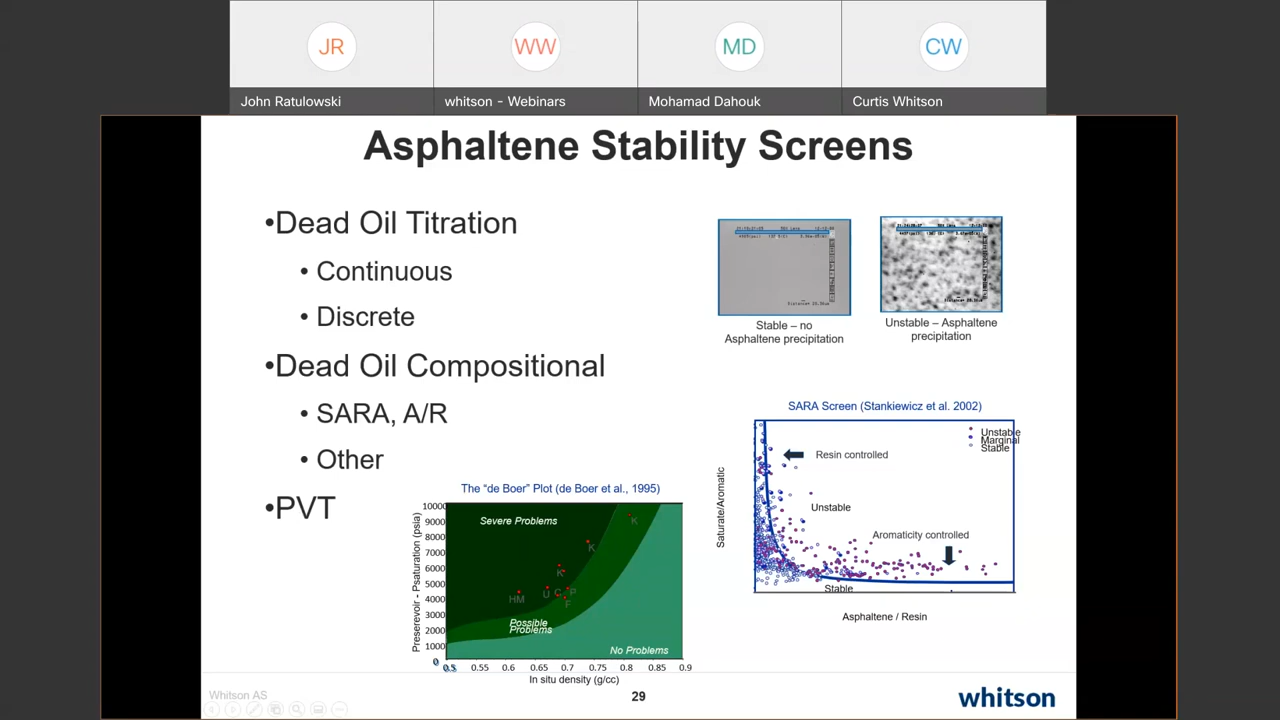 JR
WW
MD
CW
John Ratulowski
whitson - Webinars
Mohamad Dahouk
Curtis Whitson
Asphaltene Stability Screens
•Dead Oil Titration
• Continuous
• Discrete
•Dead Oil Compositional
• SARA, A/R
• Other
•PVT
Stable – no
Asphaltene precipitation
Unstable – Asphaltene
precipitation
The “de Boer” Plot (de Boer et al., 1995)
Preserevoir - Psaturation (psia)
10000
9000
8000
7000
6000
5000
4000
3000
2000
1000
0
Severe Problems
Possible
Problems
No Problems
K
K
K
HM
U
C
P
F
0.5 0.55 0.6 0.65 0.7 0.75 0.8 0.85 0.9
In situ density (g/cc)
SARA Screen (Stankiewicz et al. 2002)
Saturate/Aromatic
Unstable
Marginal
Stable
Resin controlled
Unstable
Aromaticity controlled
Stable
Asphaltene / Resin
Whitson AS
29
whitson